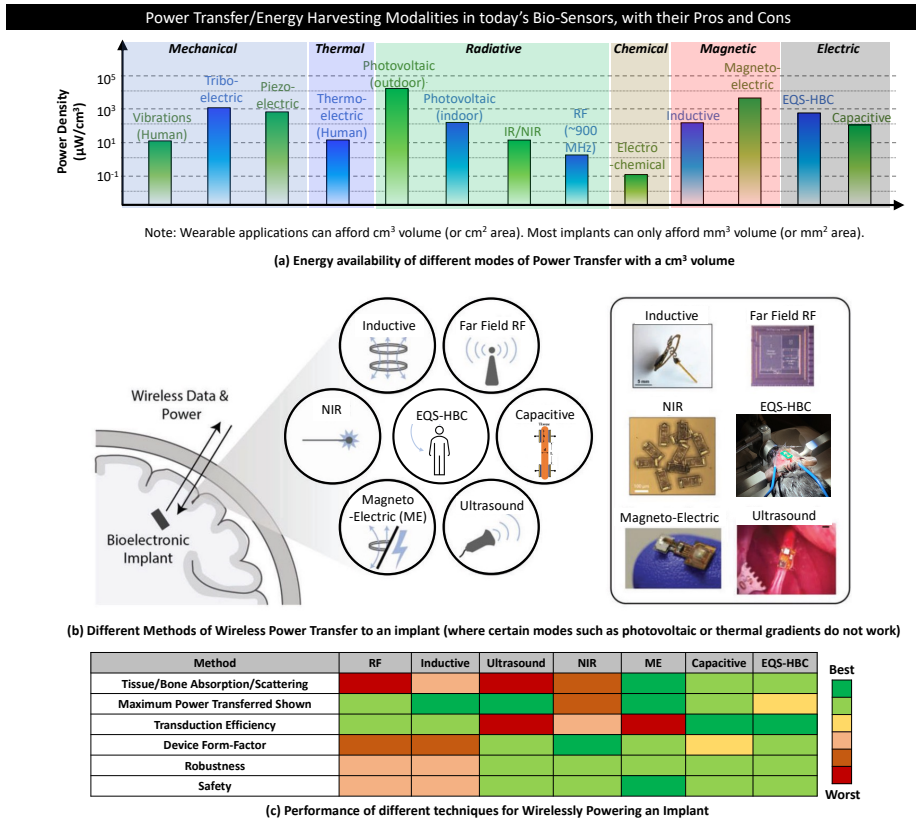 Power Transfer/Energy Harvesting Modalities in today's Bio-Sensors, with their Pros and Cons
Mechanical
Thermal
Radiative
Chemical
Magnetic
Electric
Power Density
(µW/cm³)
10⁵
10³
10¹
10⁻¹
Vibrations
(Human)
Tribo-
electric
Piezo-
electric
Thermo-
electric
(Human)
Photovoltaic
(outdoor)
Photovoltaic
(indoor)
IR/NIR
RF
(~900
MHz)
Electro
-chemical
Inductive
Magneto-
electric
EQS-HBC
Capacitive
Note: Wearable applications can afford cm³ volume (or cm² area). Most implants can only afford mm³ volume (or mm² area).
(a) Energy availability of different modes of Power Transfer with a cm³ volume
Wireless Data &
Power
Bioelectronic
Implant
Inductive
Far Field RF
NIR
EQS-HBC
Capacitive
Magneto
-Electric (ME)
Ultrasound
Inductive
Far Field RF
NIR
EQS-HBC
Magneto-Electric
Ultrasound
(b) Different Methods of Wireless Power Transfer to an implant (where certain modes such as photovoltaic or thermal gradients do not work)
Method RF Inductive Ultrasound NIR ME Capacitive EQS-HBC
Tissue/Bone Absorption/Scattering
Maximum Power Transferred Shown
Transduction Efficiency
Device Form-Factor
Robustness
Safety
Best
Worst
(c) Performance of different techniques for Wirelessly Powering an Implant